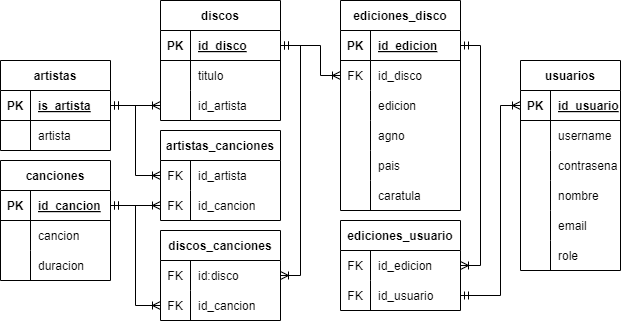 discos
PK id_disco
titulo
id_artista
ediciones_disco
PK id_edicion
FK id_disco
edicion
agno
pais
caratula
artistas
PK is_artista
artista
usuarios
PK id_usuario
username
contrasena
nombre
email
role
artistas_canciones
FK id_artista
FK id_cancion
canciones
PK id_cancion
cancion
duracion
discos_canciones
FK id:disco
FK id_cancion
ediciones_usuario
FK id_edicion
FK id_usuario